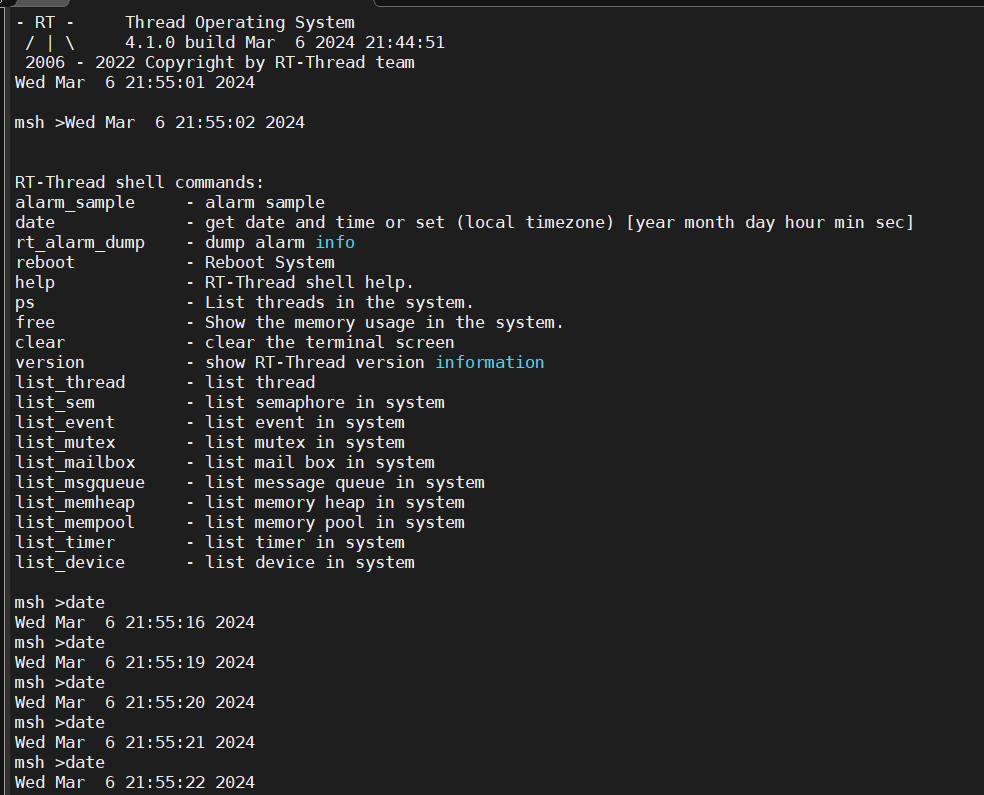 - RT -     Thread Operating System
 / | \     4.1.0 build Mar  6 2024 21:44:51
 2006 - 2022 Copyright by RT-Thread team
Wed Mar  6 21:55:01 2024
msh >Wed Mar  6 21:55:02 2024
RT-Thread shell commands:
alarm_sample     - alarm sample
date             - get date and time or set (local timezone) [year month day hour min sec]
rt_alarm_dump    - dump alarm info
reboot           - Reboot System
help             - RT-Thread shell help.
ps               - List threads in the system.
free             - Show the memory usage in the system.
clear            - clear the terminal screen
version          - show RT-Thread version information
list_thread      - list thread
list_sem         - list semaphore in system
list_event       - list event in system
list_mutex       - list mutex in system
list_mailbox     - list mail box in system
list_msgqueue    - list message queue in system
list_memheap     - list memory heap in system
list_mempool     - list memory pool in system
list_timer       - list timer in system
list_device      - list device in system
msh >date
Wed Mar  6 21:55:16 2024
msh >date
Wed Mar  6 21:55:19 2024
msh >date
Wed Mar  6 21:55:20 2024
msh >date
Wed Mar  6 21:55:21 2024
msh >date
Wed Mar  6 21:55:22 2024